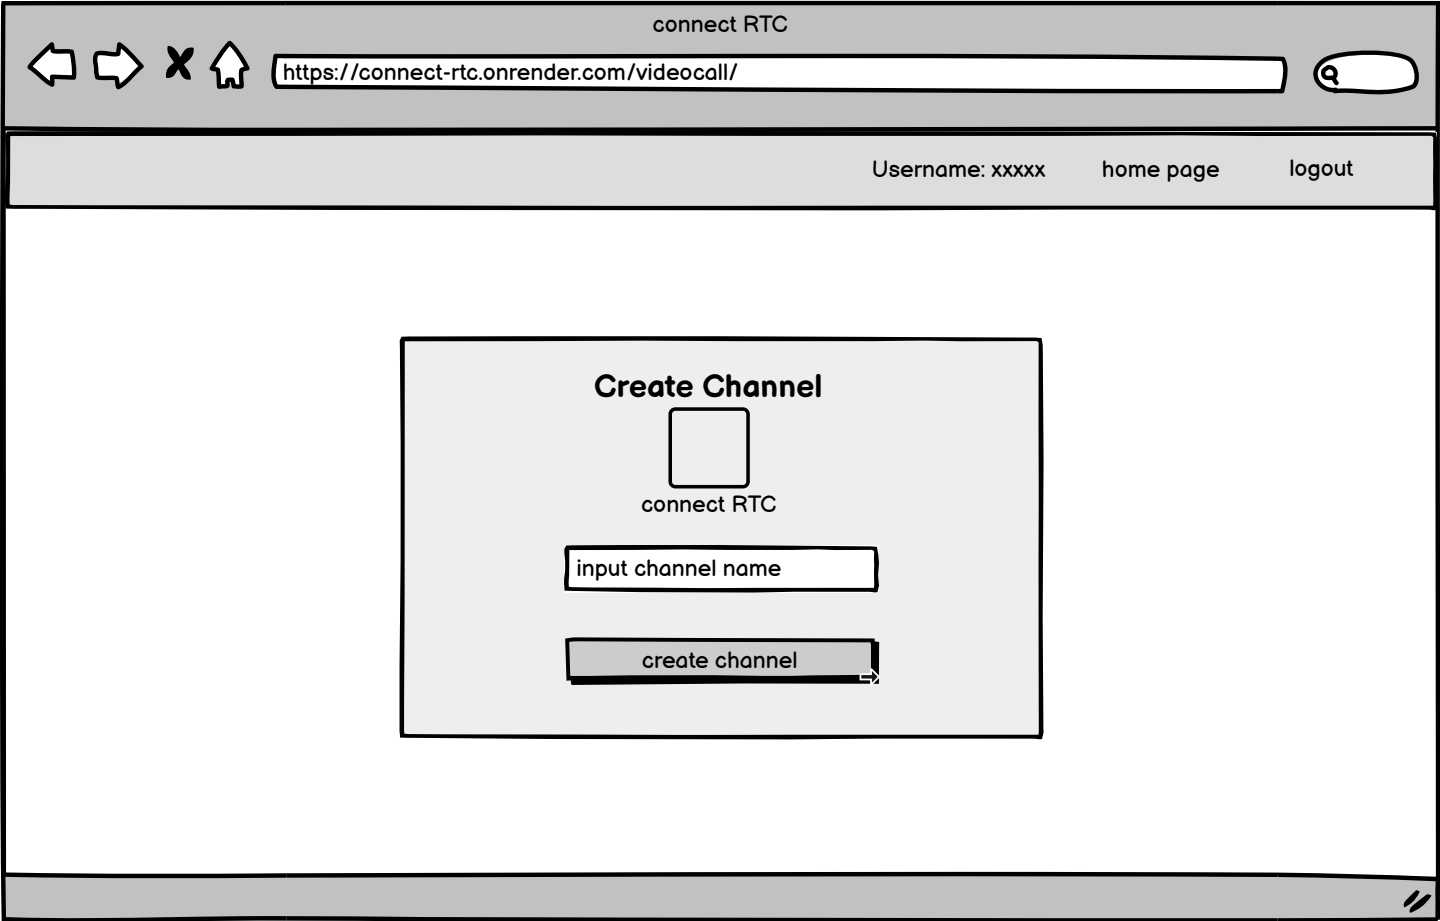 connect RTC
https://connect-rtc.onrender.com/videocall/
Username: xxxxx home page logout
Create Channel
connect RTC
input channel name
create channel